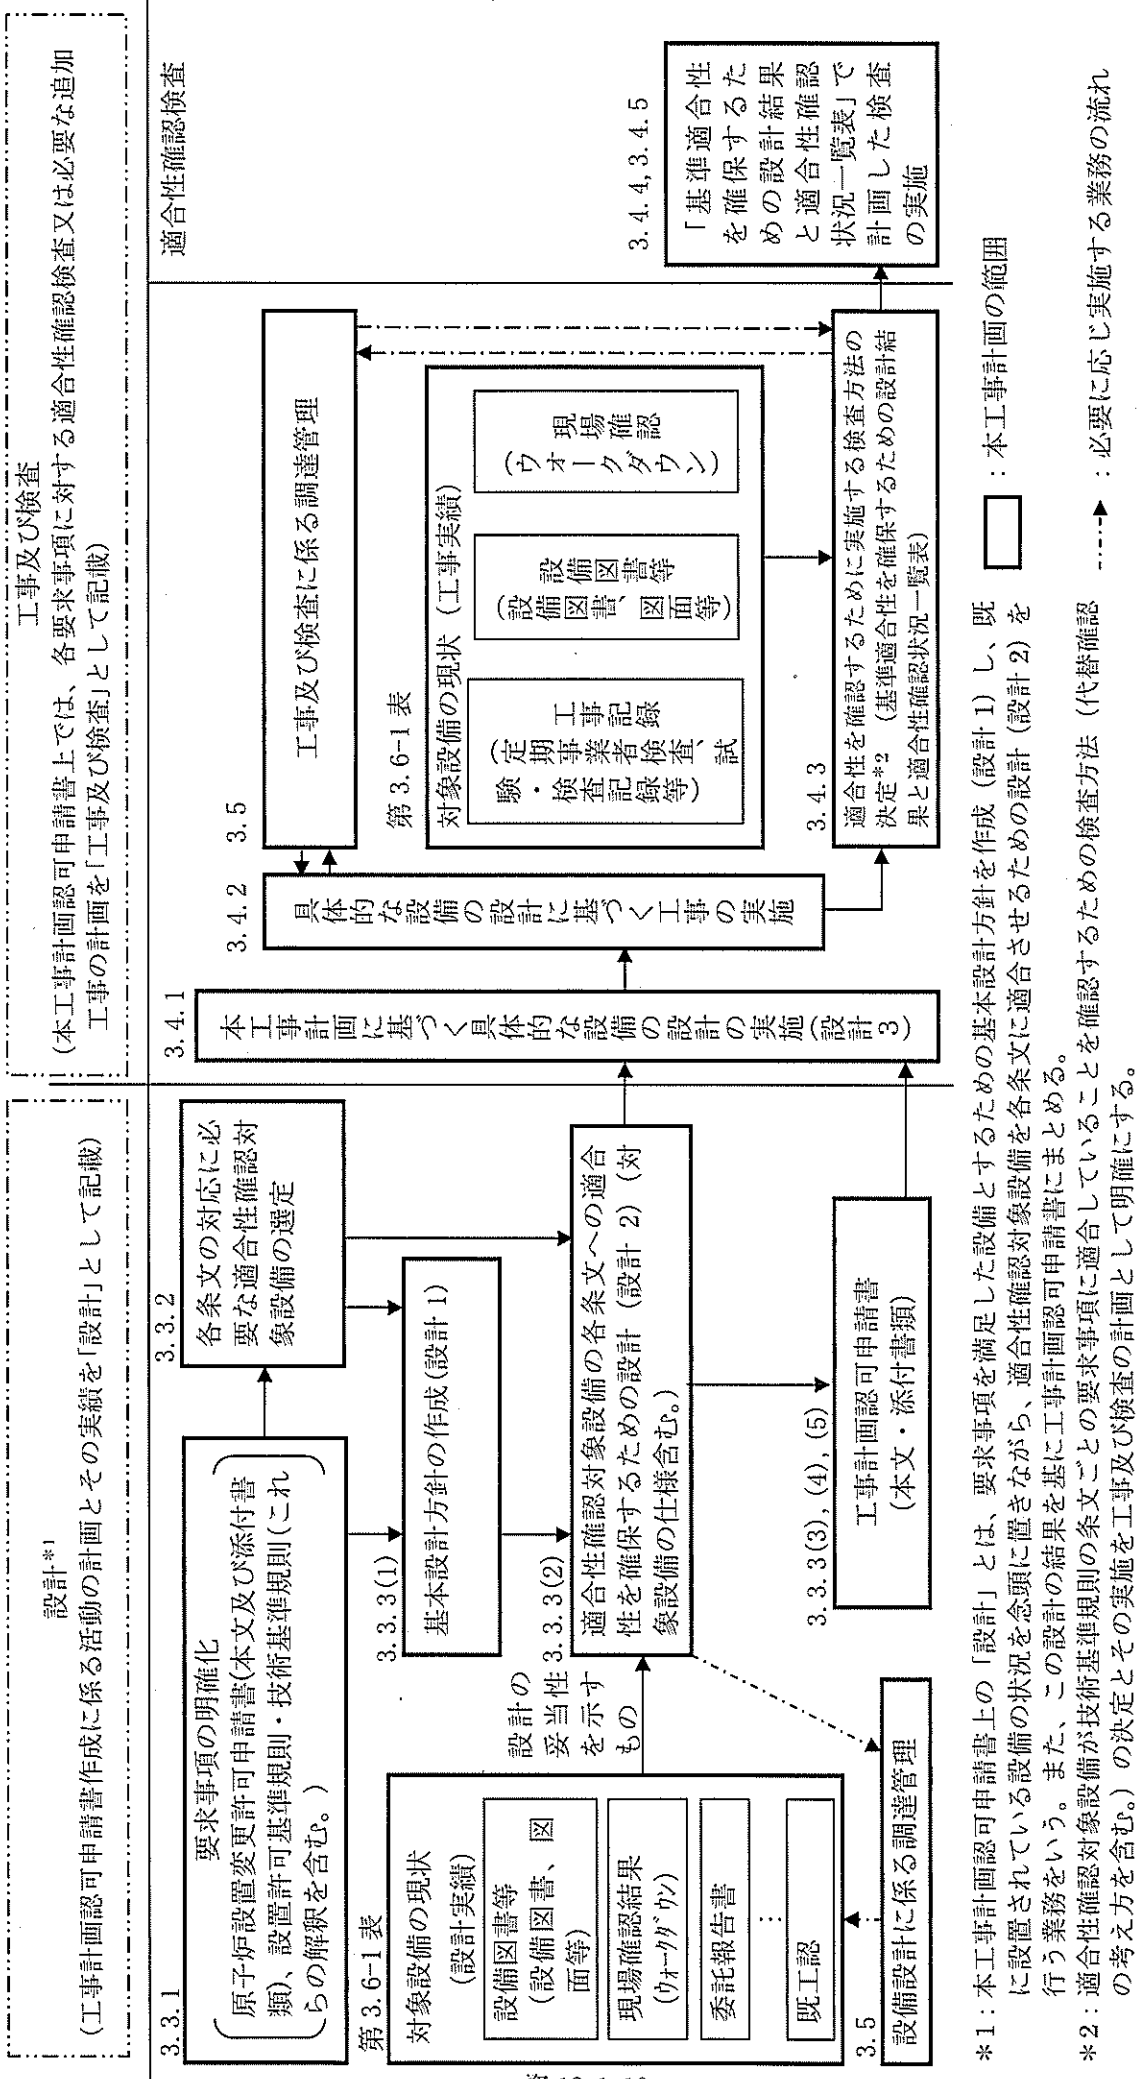 設計*1
(工事計画認可申請書作成に係る活動の計画とその実績を「設計」として記載)
工事及び検査
(本工事計画認可申請書上では、各要求事項に対する適合性確認検査又は必要な追加
工事の計画を「工事及び検査」として記載)
3.3.1
要求事項の明確化
原子炉設置変更許可申請書(本文及び添付書
類)、設置許可基準規則・技術基準規則(これ
らの解釈を含む。)
3.3.2
各条文の対応に必
要な適合性確認対
象設備の選定
3.3.3(1)
基本設計方針の作成(設計1)
第3.6-1表
対象設備の現状
(設計実績)
設備図書等
(設備図書、図
面等)
現場確認結果
(ウォークダウン)
委託報告書
⋮
既工認
設計の
妥当性
を示す
もの
3.3.3(2)
適合性確認対象設備の各条文への適合
性を確保するための設計(設計2)(対
象設備の仕様含む。)
3.5
設備設計に係る調達管理
3.3.3(3),(4),(5)
工事計画認可申請書
(本文・添付書類)
3.4.1
本工事計画に基づく具体的な設備の設計の実施(設計3)
3.4.2
具体的な設備の設計に基づく工事の実施
3.5
工事及び検査に係る調達管理
第3.6-1表
対象設備の現状(工事実績)
工事記録
(定期事業者検査、試
験・検査記録等)
設備図書等
(設備図書、図面等)
現場確認
(ウオークダウン)
3.4.3
適合性を確認するために実施する検査方法の
決定*2 (基準適合性を確保するための設計結
果と適合性確認状況一覧表)
適合性確認検査
3.4.4,3.4.5
「基準適合性
を確保するた
めの設計結果
と適合性確認
状況一覧表」で
計画した検査
の実施
:本工事計画の範囲
:必要に応じ実施する業務の流れ
*1:本工事計画認可申請書上の「設計」とは、要求事項を満足した設備とするための基本設計方針を作成(設計1)し、既
に設置されている設備の状況を念頭に置きながら、適合性確認対象設備を各条文に適合させるための設計(設計2)を
行う業務をいう。また、この設計の結果を基に工事計画認可申請書にまとめる。
*2:適合性確認対象設備が技術基準規則の条文ごとの要求事項に適合していることを確認するための検査方法(代替確認
の考え方を含む。)の決定とその実施を工事及び検査の計画として明確にする。